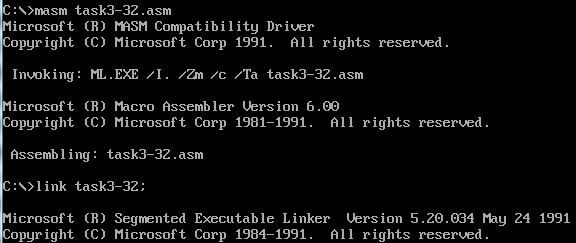 C:\>masm task3-32.asm
Microsoft (R) MASM Compatibility Driver
Copyright (C) Microsoft Corp 1991.  All rights reserved.
Invoking: ML.EXE /I. /Zm /c /Ta task3-32.asm
Microsoft (R) Macro Assembler Version 6.00
Copyright (C) Microsoft Corp 1981-1991.  All rights reserved.
Assembling: task3-32.asm
C:\>link task3-32;
Microsoft (R) Segmented Executable Linker  Version 5.20.034 May 24 1991
Copyright (C) Microsoft Corp 1984-1991.  All rights reserved.